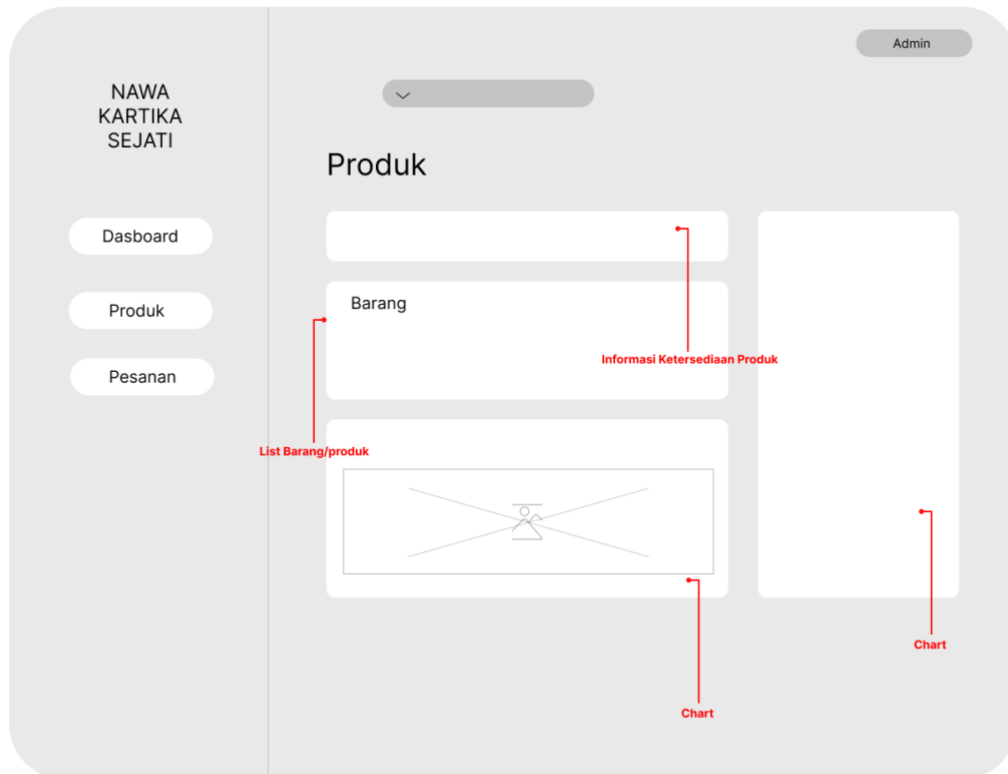 Admin
NAWA
KARTIKA
SEJATI
Produk
Dasboard
Produk
Pesanan
Barang
Informasi Ketersediaan Produk
List Barang/produk
Chart
Chart